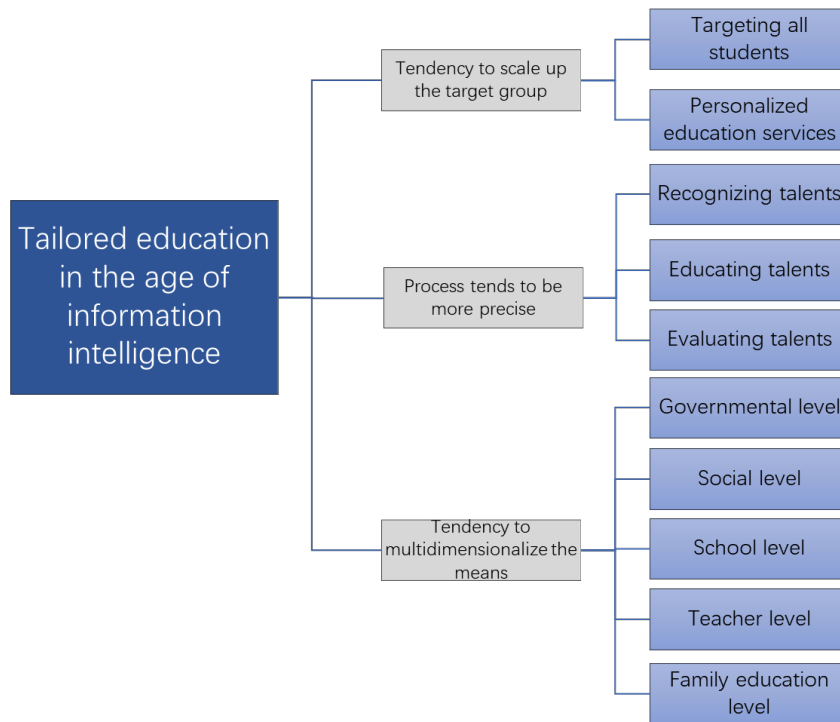 Tailored education
in the age of
information
intelligence
Tendency to scale up
the target group
Targeting all
students
Personalized
education services
Process tends to be
more precise
Recognizing talents
Educating talents
Evaluating talents
Tendency to
multidimensionalize the
means
Governmental level
Social level
School level
Teacher level
Family education
level